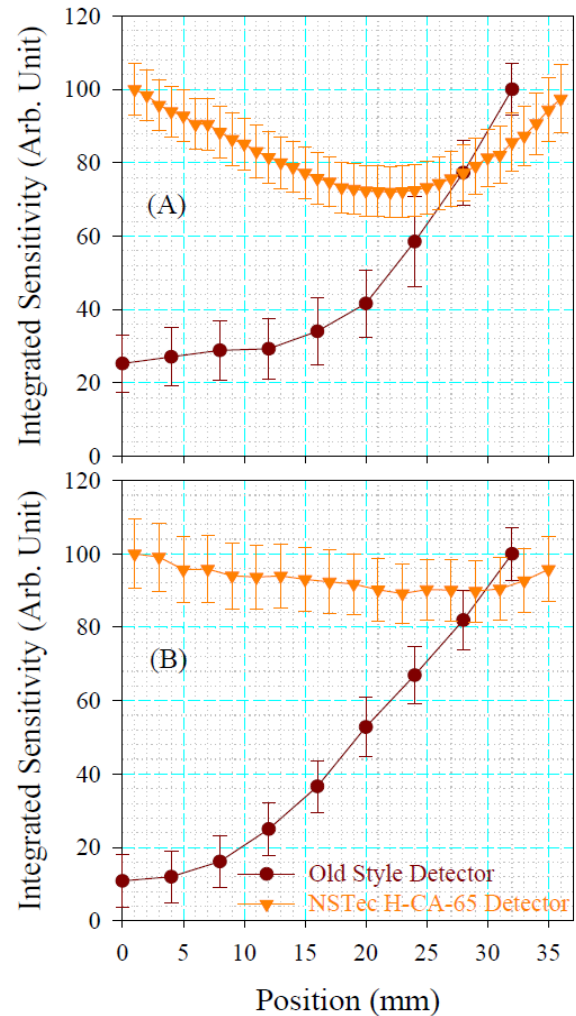 120
100
80
60
40
20
0
Integrated Sensitivity (Arb. Unit)
(A)
120
100
80
60
40
20
0
Integrated Sensitivity (Arb. Unit)
(B)
Old Style Detector
NSTec H-CA-65 Detector
0 5 10 15 20 25 30 35
Position (mm)